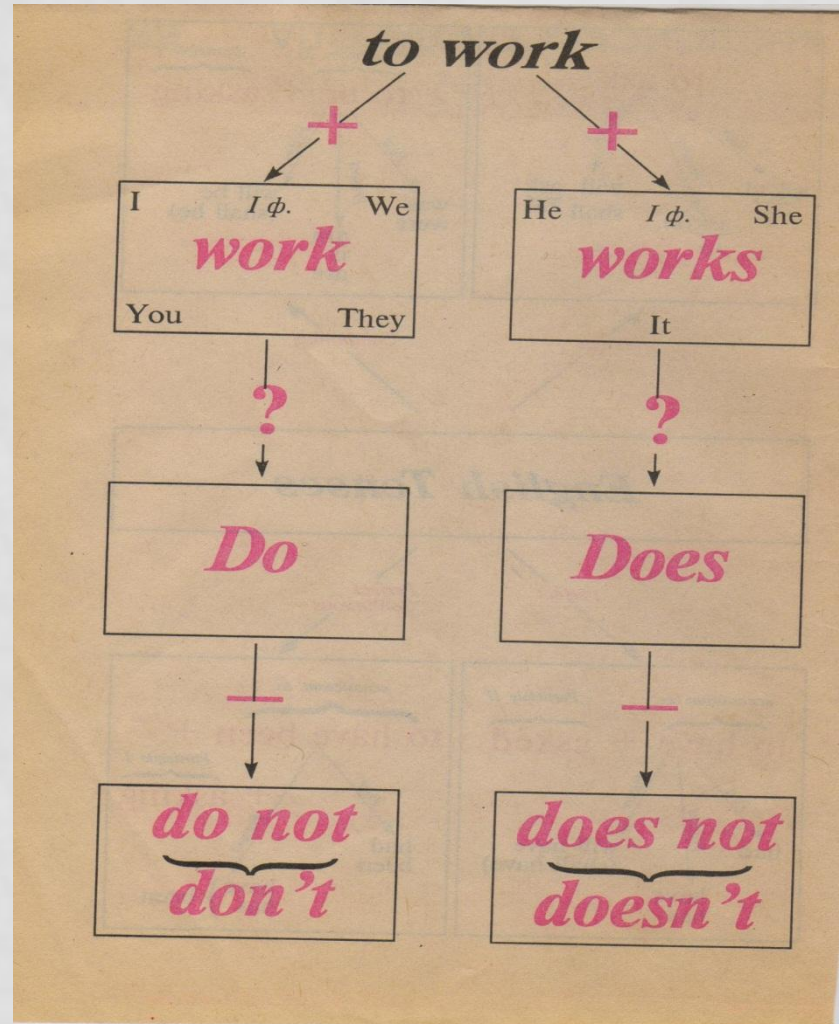 to work
+ +
I I ф. We
work
You They
He I ф. She
works
It
? ?
Do Does
— —
do not
don't
does not
doesn't